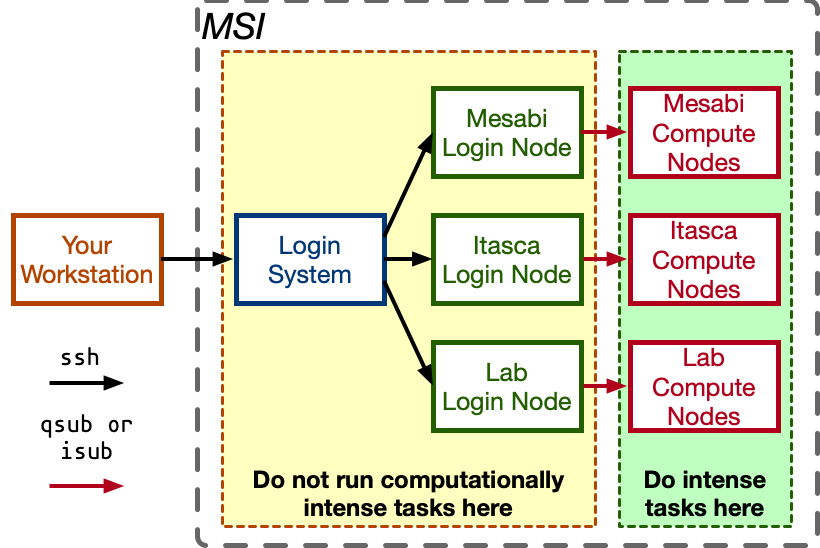 MSI
Mesabi
Login Node
Mesabi
Compute
Nodes
Your
Workstation
Login
System
Itasca
Login Node
Itasca
Compute
Nodes
ssh
qsub or
isub
Lab
Login Node
Lab
Compute
Nodes
Do not run computationally
intense tasks here
Do intense
tasks here